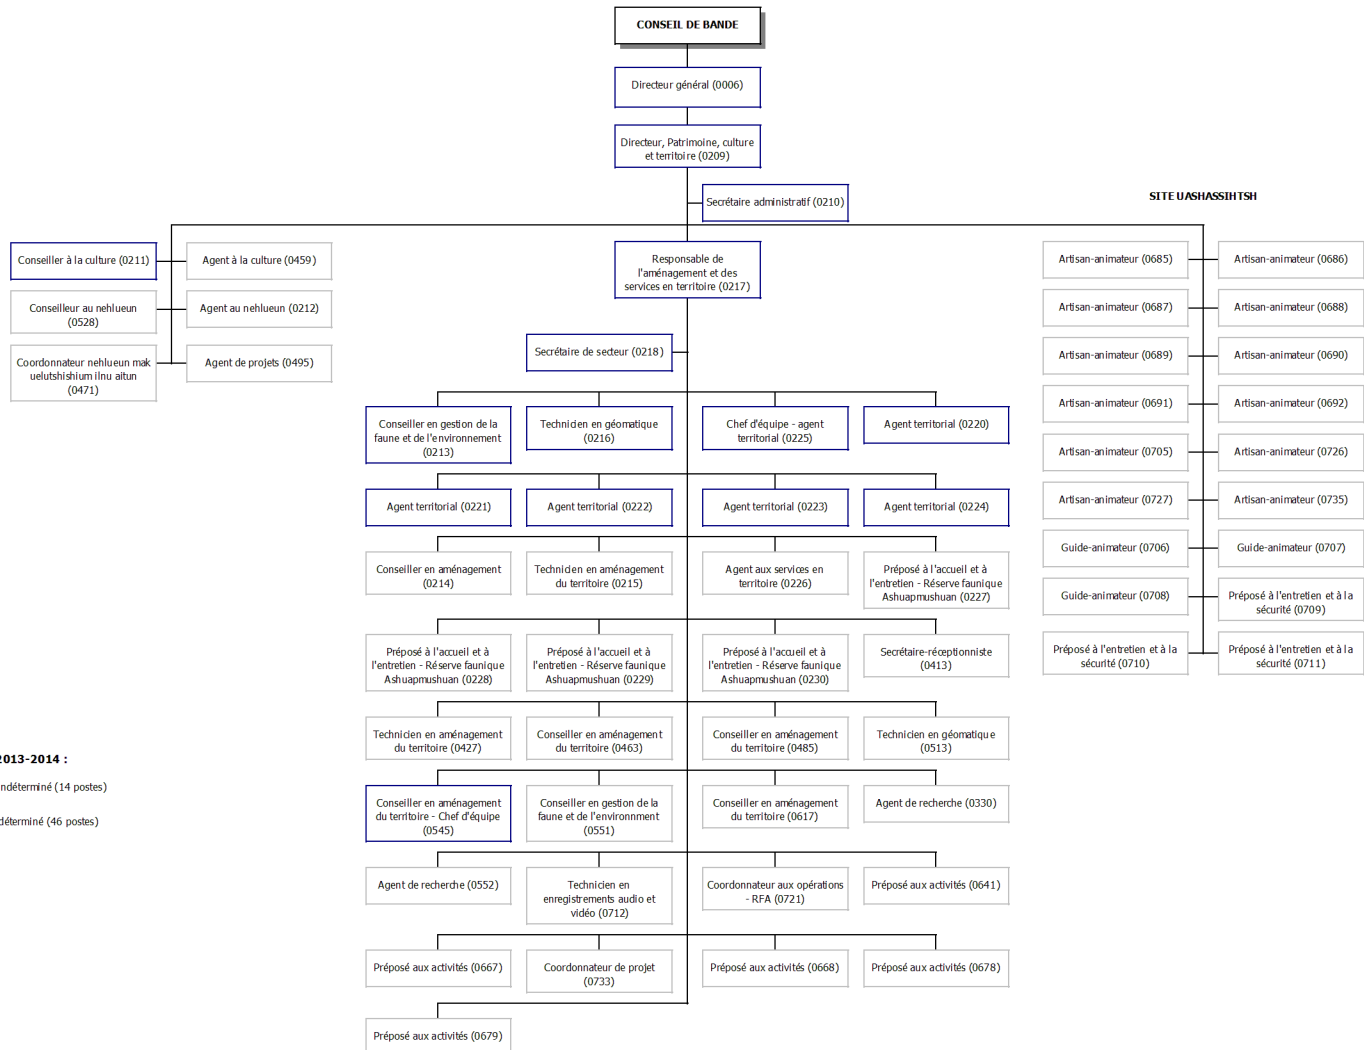 CONSEIL DE BANDE
Directeur général (0006)
Directeur, Patrimoine, culture
et territoire (0209)
Secrétaire administratif (0210)
SITE UASHASSIHTSH
Conseiller à la culture (0211)
Agent à la culture (0459)
Conseilleur au nehlueun
(0528)
Agent au nehlueun (0212)
Coordonnateur nehlueun mak
uelutshishium ilnu aitun
(0471)
Agent de projets (0495)
Responsable de
l'aménagement et des
services en territoire (0217)
Secrétaire de secteur (0218)
Conseiller en gestion de la
faune et de l'environnement
(0213)
Technicien en géomatique
(0216)
Chef d'équipe - agent
territorial (0225)
Agent territorial (0220)
Agent territorial (0221)
Agent territorial (0222)
Agent territorial (0223)
Agent territorial (0224)
Conseiller en aménagement
(0214)
Technicien en aménagement
du territoire (0215)
Agent aux services en
territoire (0226)
Préposé à l'accueil et à
l'entretien - Réserve faunique
Ashuapmushuan (0227)
Préposé à l'accueil et à
l'entretien - Réserve faunique
Ashuapmushuan (0228)
Préposé à l'accueil et à
l'entretien - Réserve faunique
Ashuapmushuan (0229)
Préposé à l'accueil et à
l'entretien - Réserve faunique
Ashuapmushuan (0230)
Secrétaire-réceptionniste
(0413)
Technicien en aménagement
du territoire (0427)
Conseiller en aménagement
du territoire (0463)
Conseiller en aménagement
du territoire (0485)
Technicien en géomatique
(0513)
Conseiller en aménagement
du territoire - Chef d'équipe
(0545)
Conseiller en gestion de la
faune et de l'environnment
(0551)
Conseiller en aménagement
du territoire (0617)
Agent de recherche (0330)
Agent de recherche (0552)
Technicien en
enregistrements audio et
vidéo (0712)
Coordonnateur aux opérations
- RFA (0721)
Préposé aux activités (0641)
Préposé aux activités (0667)
Coordonnateur de projet
(0733)
Préposé aux activités (0668)
Préposé aux activités (0678)
Préposé aux activités (0679)
Artisan-animateur (0685)
Artisan-animateur (0686)
Artisan-animateur (0687)
Artisan-animateur (0688)
Artisan-animateur (0689)
Artisan-animateur (0690)
Artisan-animateur (0691)
Artisan-animateur (0692)
Artisan-animateur (0705)
Artisan-animateur (0726)
Artisan-animateur (0727)
Artisan-animateur (0735)
Guide-animateur (0706)
Guide-animateur (0707)
Guide-animateur (0708)
Préposé à l'entretien et à la
sécurité (0709)
Préposé à l'entretien et à la
sécurité (0710)
Préposé à l'entretien et à la
sécurité (0711)
2013-2014 :
ndéterminé (14 postes)
déterminé (46 postes)